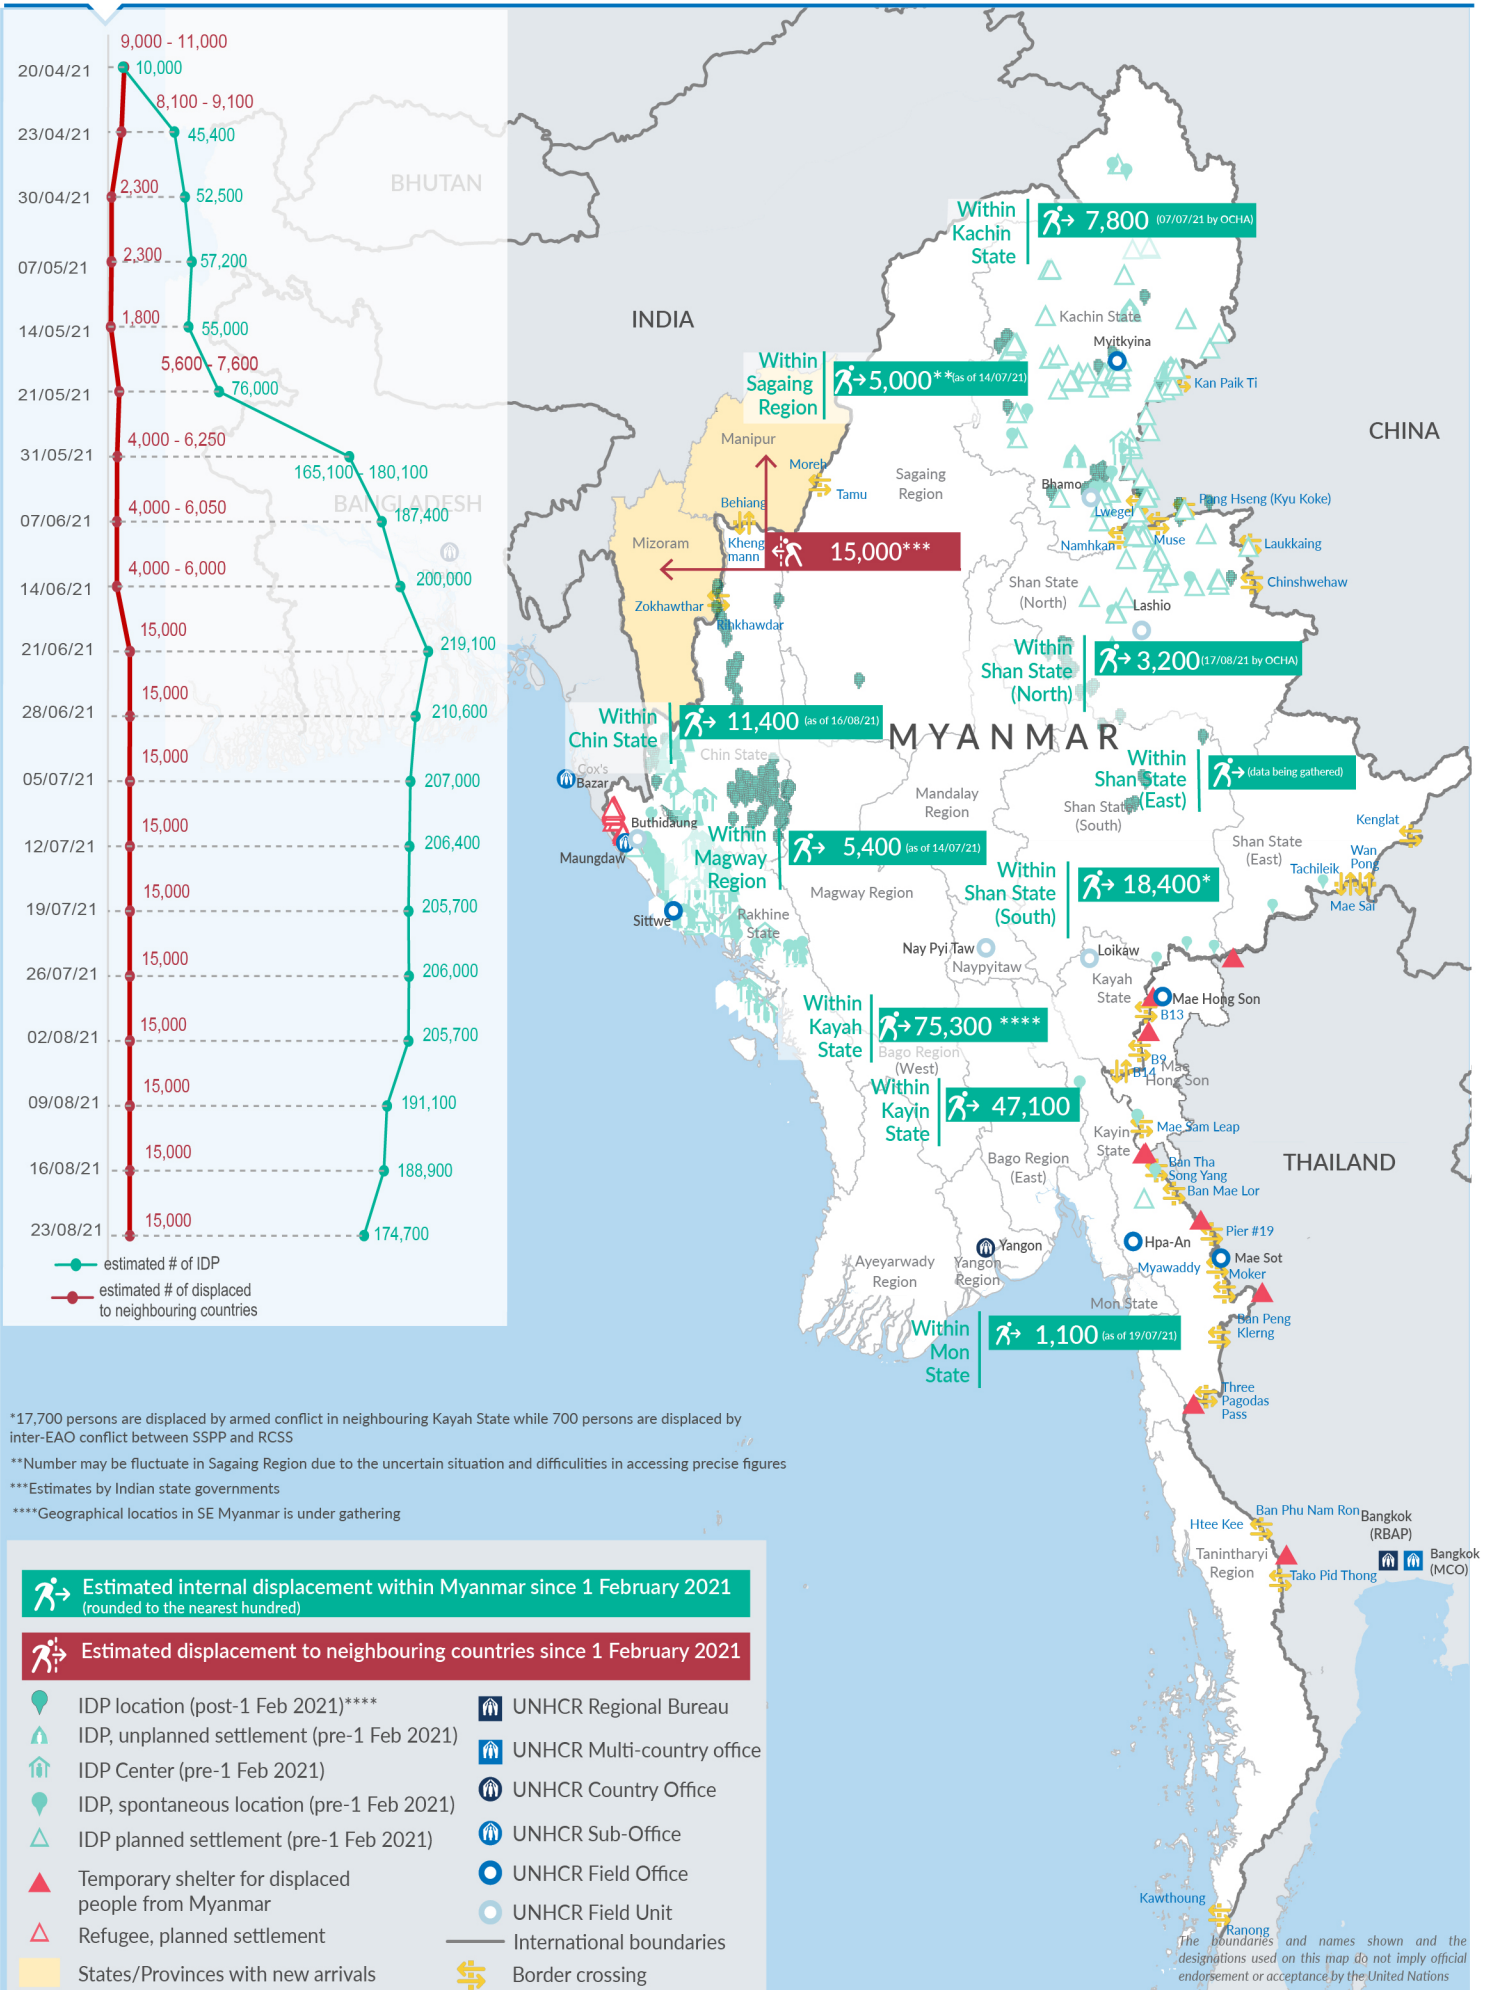 9,000 - 11,000
20/04/21
10,000
8,100 - 9,100
23/04/21
45,400
30/04/21
2,300
52,500
07/05/21
2,300
57,200
14/05/21
1,800
55,000
5,600 - 7,600
21/05/21
76,000
4,000 - 6,250
31/05/21
165,100 - 180,100
07/06/21
4,000 - 6,050
187,400
14/06/21
4,000 - 6,000
200,000
21/06/21
15,000
219,100
28/06/21
15,000
210,600
05/07/21
15,000
207,000
12/07/21
15,000
206,400
19/07/21
15,000
205,700
26/07/21
15,000
206,000
02/08/21
15,000
205,700
09/08/21
15,000
191,100
16/08/21
15,000
188,900
23/08/21
15,000
174,700
estimated # of IDP
estimated # of displaced
to neighbouring countries
BHUTAN
BANGLADESH
INDIA
CHINA
THAILAND
MYANMAR
Within
Kachin
State
7,800 (07/07/21 by OCHA)
Kachin State
Myitkyina
Kan Paik Ti
Within
Sagaing
Region
5,000**(as of 14/07/21)
Manipur
Moreh
Tamu
Sagaing
Region
Behiang
Kheng
mann
Mizoram
15,000***
Zokhawthar
Rihkhawdar
Bhamo
Lwegel
Pang Hseng (Kyu Koke)
Namhkan
Muse
Laukkaing
Chinshwehaw
Shan State
(North)
Lashio
Within
Shan State
(North)
3,200(17/08/21 by OCHA)
Within
Chin State
11,400 (as of 16/08/21)
Chin State
Cox's
Bazar
Within
Shan State
(East)
(data being gathered)
Mandalay
Region
Shan State
(South)
Buthidaung
Maungdaw
Within
Magway
Region
5,400 (as of 14/07/21)
Kenglat
Wan
Pong
Shan State
(East)
Tachileik
Mae Sai
Within
Shan State
(South)
18,400*
Magway Region
Sittwe
Rakhine
State
Nay Pyi Taw
Naypyitaw
Loikaw
Kayah
State
Mae Hong Son
B13
Within
Kayah
State
75,300 ****
Bago Region
(West)
B9
B14
Mae
Hong Son
Within
Kayin
State
47,100
Mae Sam Leap
Kayin
State
Ban Tha
Song Yang
Ban Mae Lor
Bago Region
(East)
Pier #19
Yangon
Yangon
Region
Ayeyarwady
Region
Hpa-An
Mae Sot
Myawaddy
Moker
Mon State
Ban Peng
Klerng
Within
Mon
State
1,100 (as of 19/07/21)
Three
Pagodas
Pass
Ban Phu Nam Ron
Htee Kee
Bangkok
(RBAP)
Bangkok
(MCO)
Tanintharyi
Region
Tako Pid Thong
Kawthoung
Ranong
*17,700 persons are displaced by armed conflict in neighbouring Kayah State while 700 persons are displaced by
inter-EAO conflict between SSPP and RCSS
**Number may be fluctuate in Sagaing Region due to the uncertain situation and difficulities in accessing precise figures
***Estimates by Indian state governments
****Geographical locatios in SE Myanmar is under gathering
Estimated internal displacement within Myanmar since 1 February 2021
(rounded to the nearest hundred)
Estimated displacement to neighbouring countries since 1 February 2021
IDP location (post-1 Feb 2021)****
IDP, unplanned settlement (pre-1 Feb 2021)
IDP Center (pre-1 Feb 2021)
IDP, spontaneous location (pre-1 Feb 2021)
IDP planned settlement (pre-1 Feb 2021)
Temporary shelter for displaced
people from Myanmar
Refugee, planned settlement
States/Provinces with new arrivals
UNHCR Regional Bureau
UNHCR Multi-country office
UNHCR Country Office
UNHCR Sub-Office
UNHCR Field Office
UNHCR Field Unit
International boundaries
Border crossing
The boundaries and names shown and the
designations used on this map do not imply official
endorsement or acceptance by the United Nations